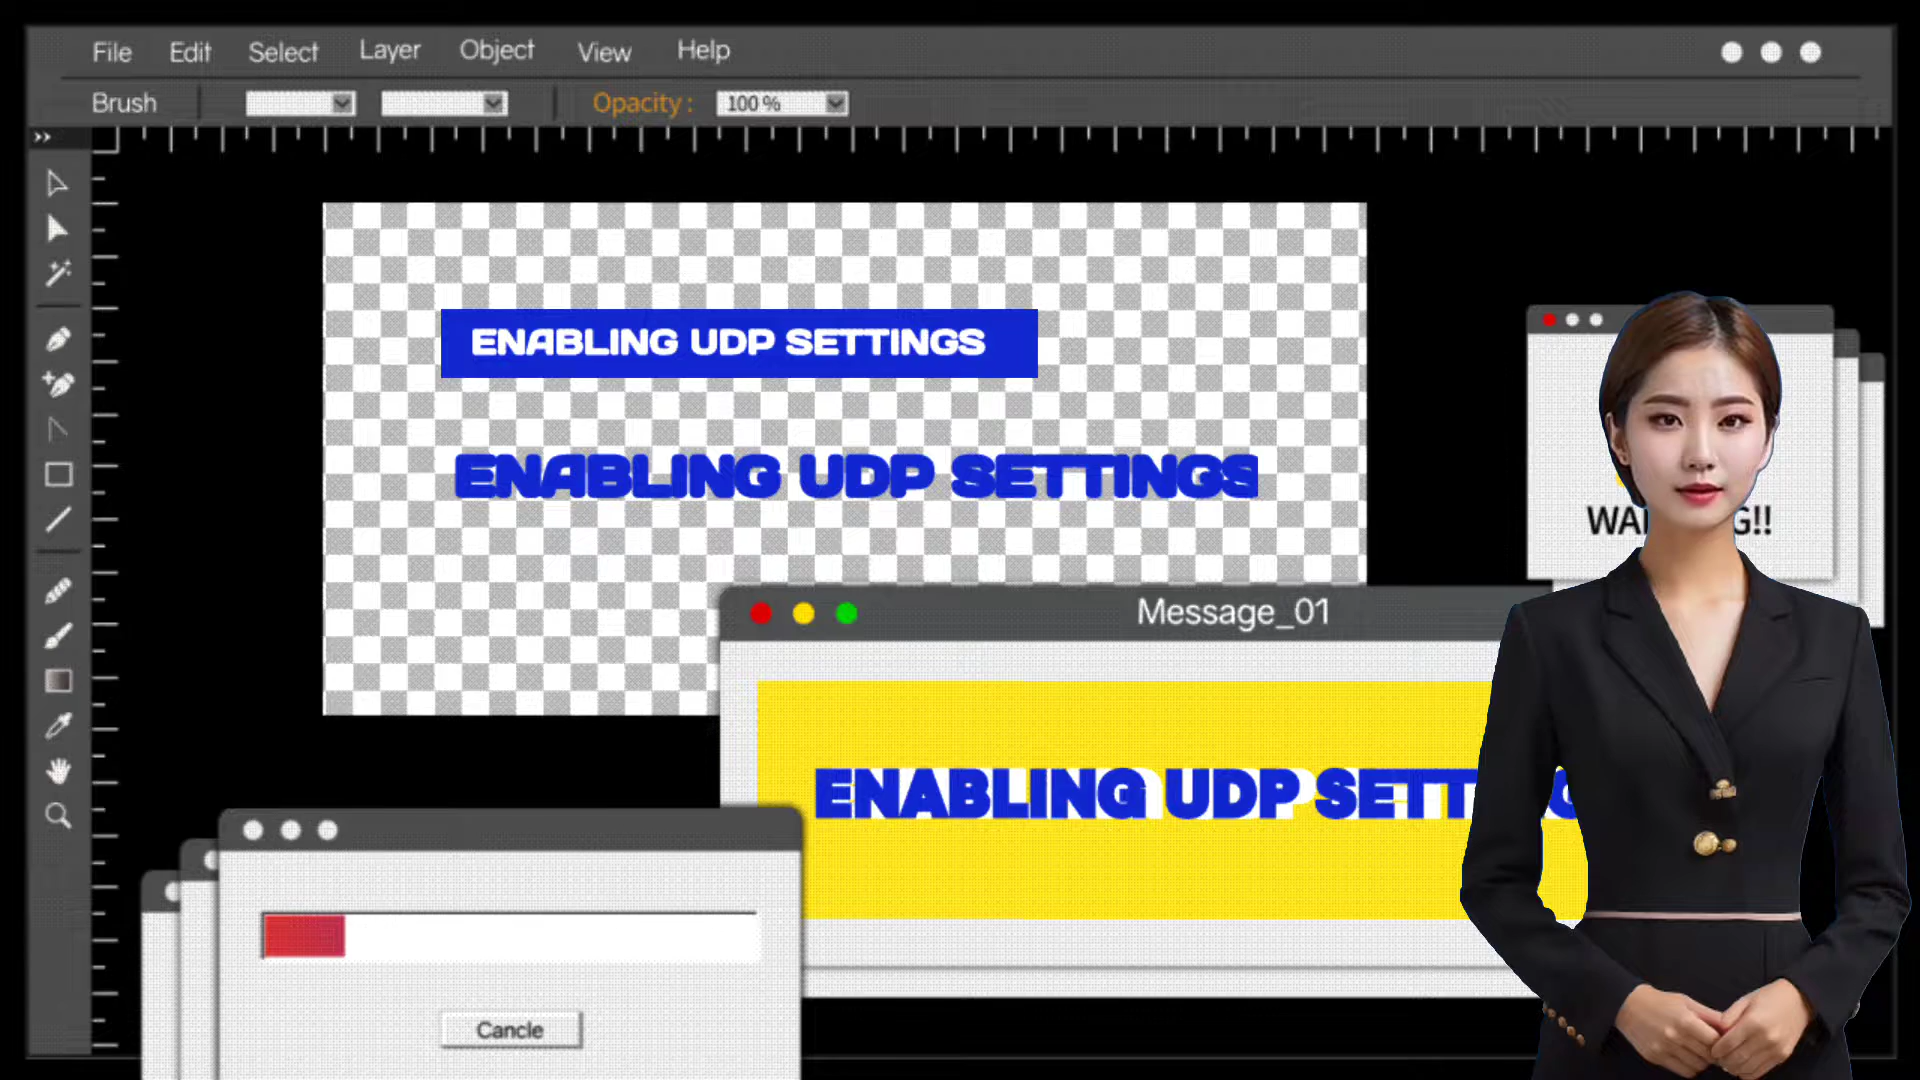 File Edit Select Layer Object View Help
Brush Opacity : 100 %
ENABLING UDP SETTINGS
ENABLING UDP SETTINGS
WA G!!
Message_01
ENABLING UDP SETT G
Cancle